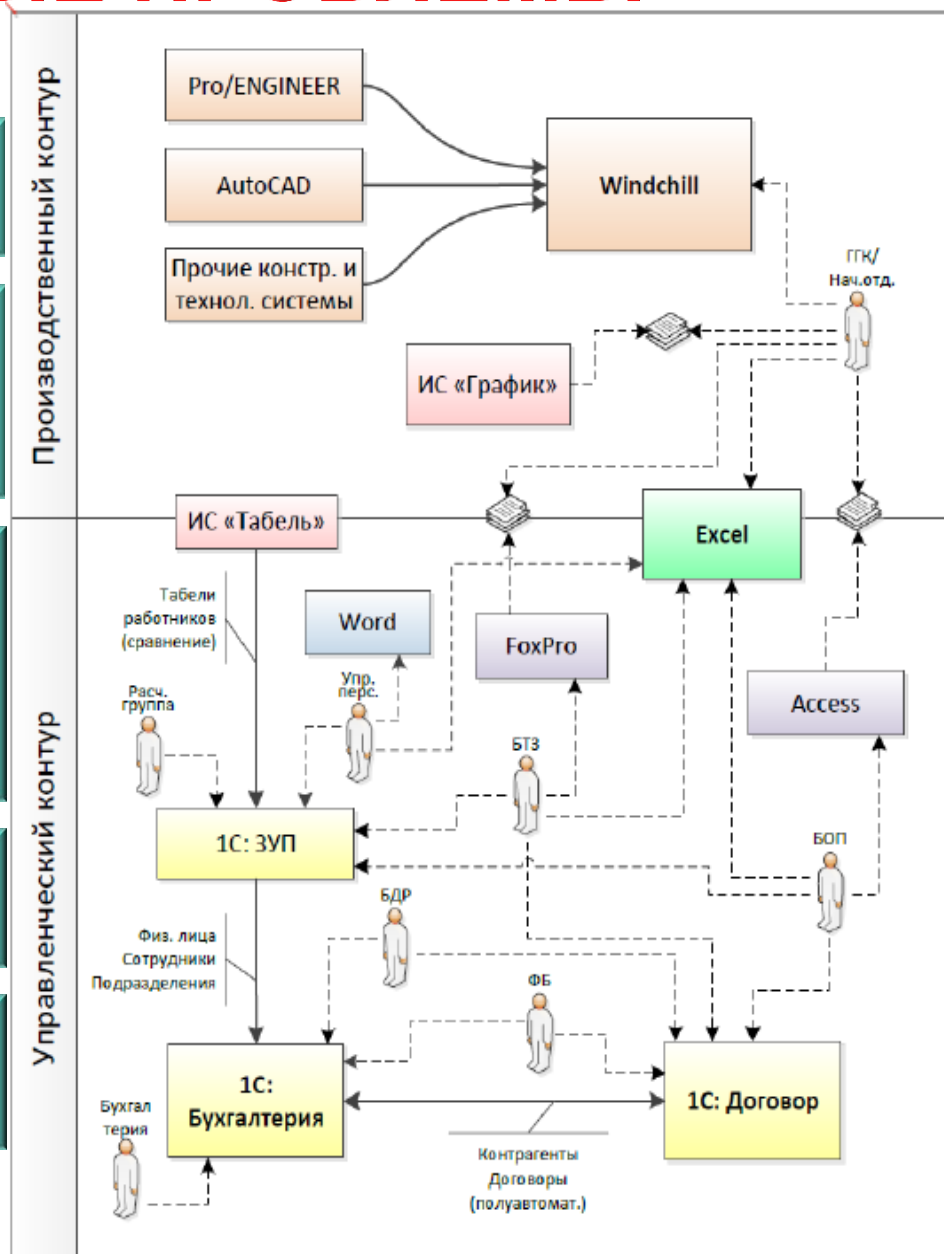 Производственный контур
Pro/ENGINEER
AutoCAD
Прочие констр. и
технол. системы
Windchill
ГГК/
Нач.отд.
ИС «График»
ИС «Табель»
Excel
Управленческий контур
Табели
работников
(сравнение)
Word
FoxPro
Access
Расч.
группа
Упр.
перс.
БТЗ
1С: ЗУП
БОП
БДР
Физ. лица
Сотрудники
Подразделения
ФБ
1С:
Бухгалтерия
1С: Договор
Бухгал
терия
Контрагенты
Договоры
(полуавтомат.)